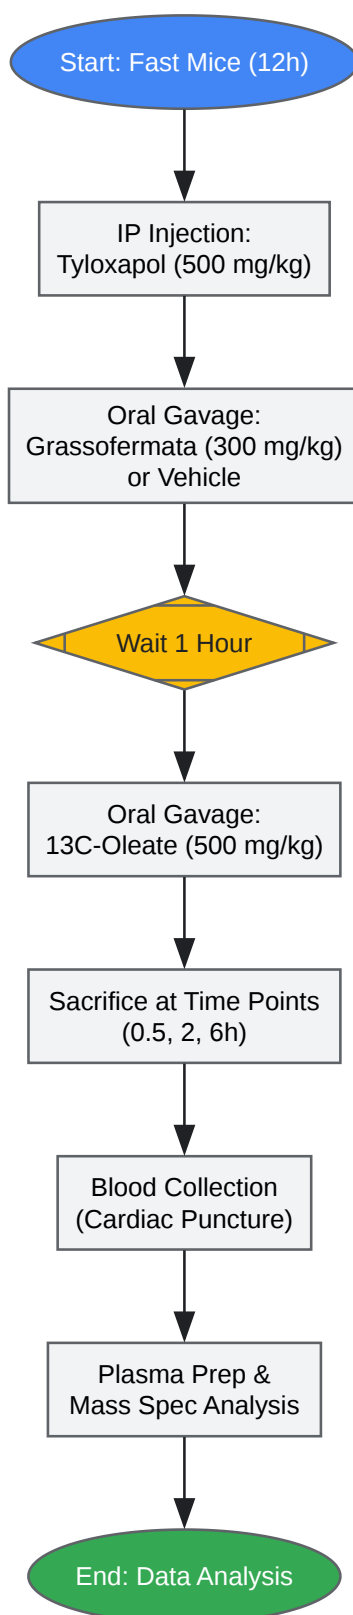 Start: Fast Mice (12h)
IP Injection:
Tyloxapol (500 mg/kg)
Oral Gavage:
Grassofermata (300 mg/kg)
or Vehicle
Wait 1 Hour
Oral Gavage:
13C-Oleate (500 mg/kg)
Sacrifice at Time Points
(0.5, 2, 6h)
Blood Collection
(Cardiac Puncture)
Plasma Prep &
Mass Spec Analysis
End: Data Analysis